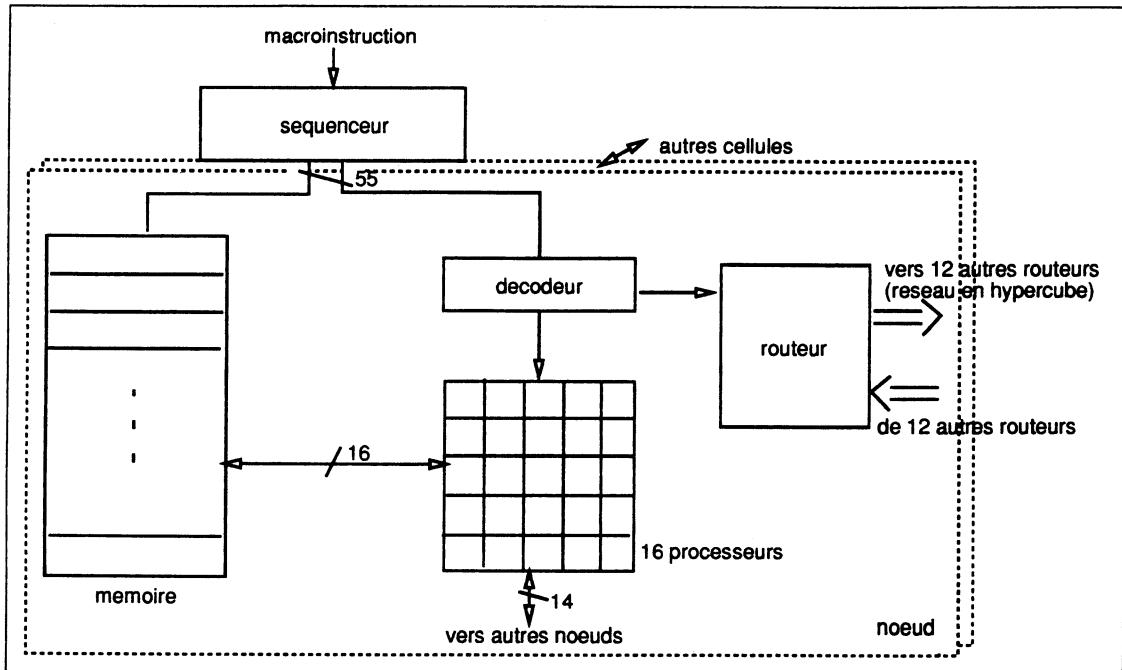 macroinstruction
sequenceur
autres cellules
55
decodeur
vers 12 autres routeurs
(reseau en hypercube)
routeur
de 12 autres routeurs
16
16 processeurs
memoire
14
vers autres noeuds
noeud